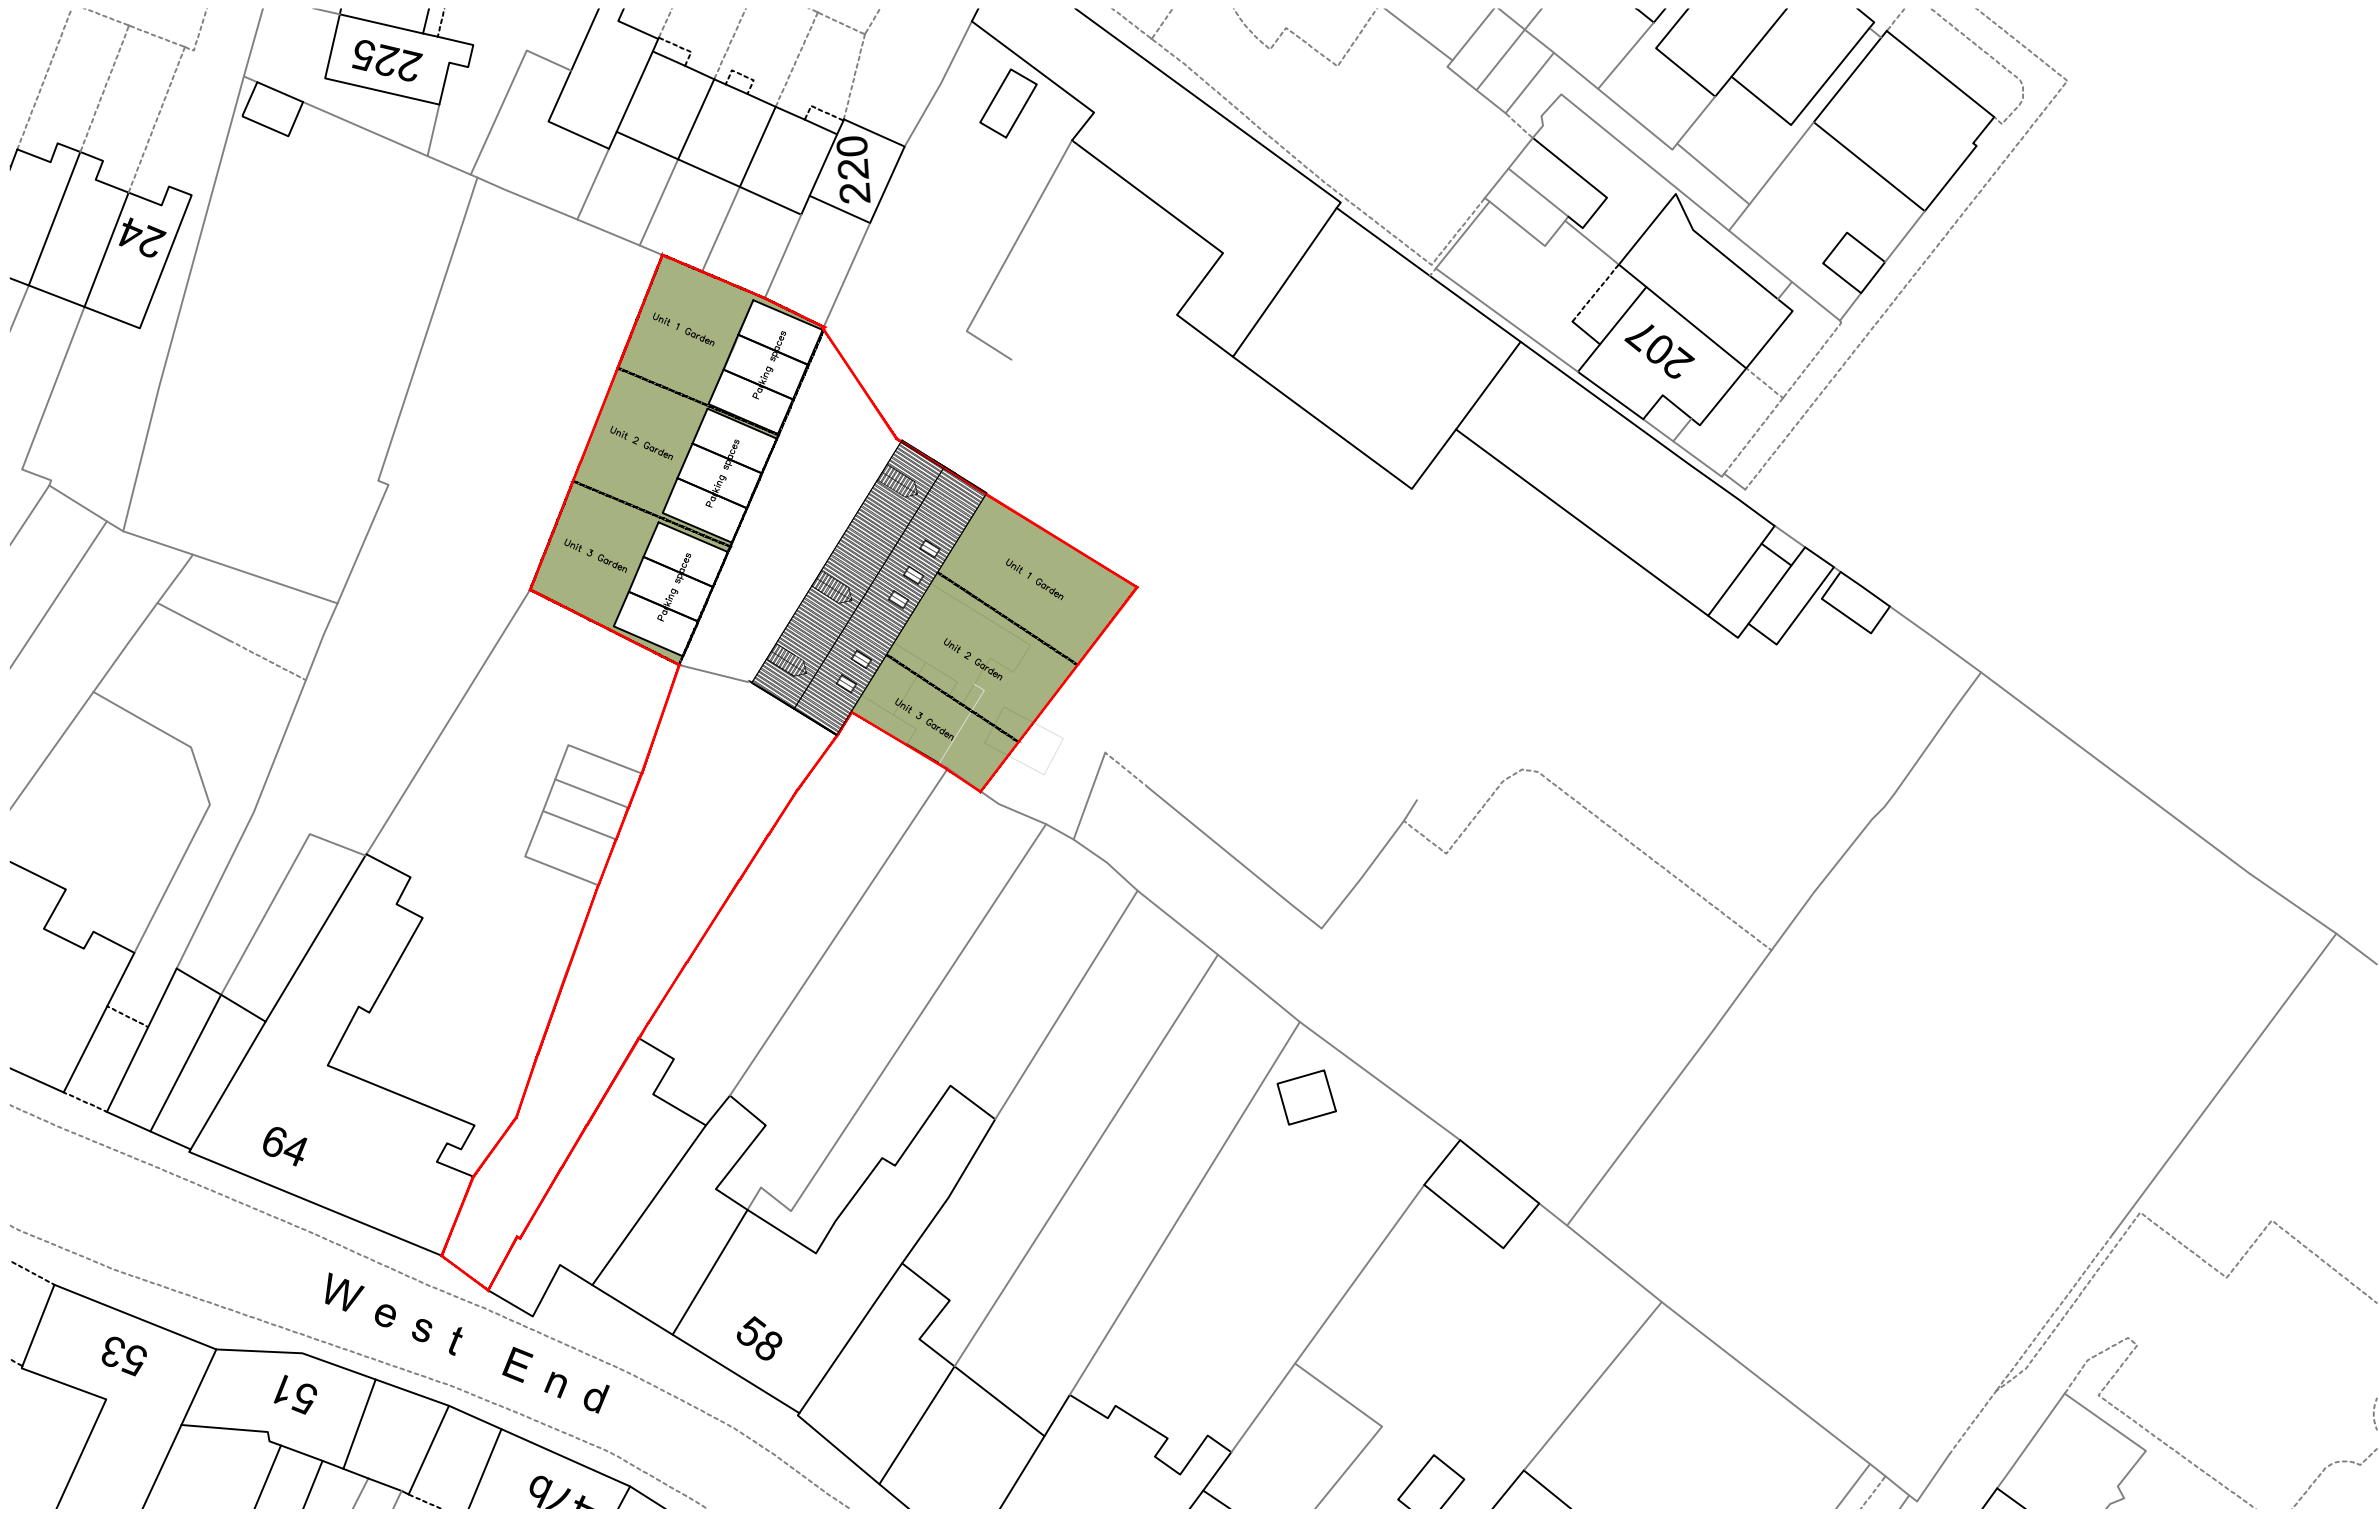 225
220
24
207
Unit 1 Garden
Parking spaces
Unit 2 Garden
Parking spaces
Unit 3 Garden
Parking spaces
Unit 1 Garden
Unit 2 Garden
Unit 3 Garden
64
West End
58
53
51